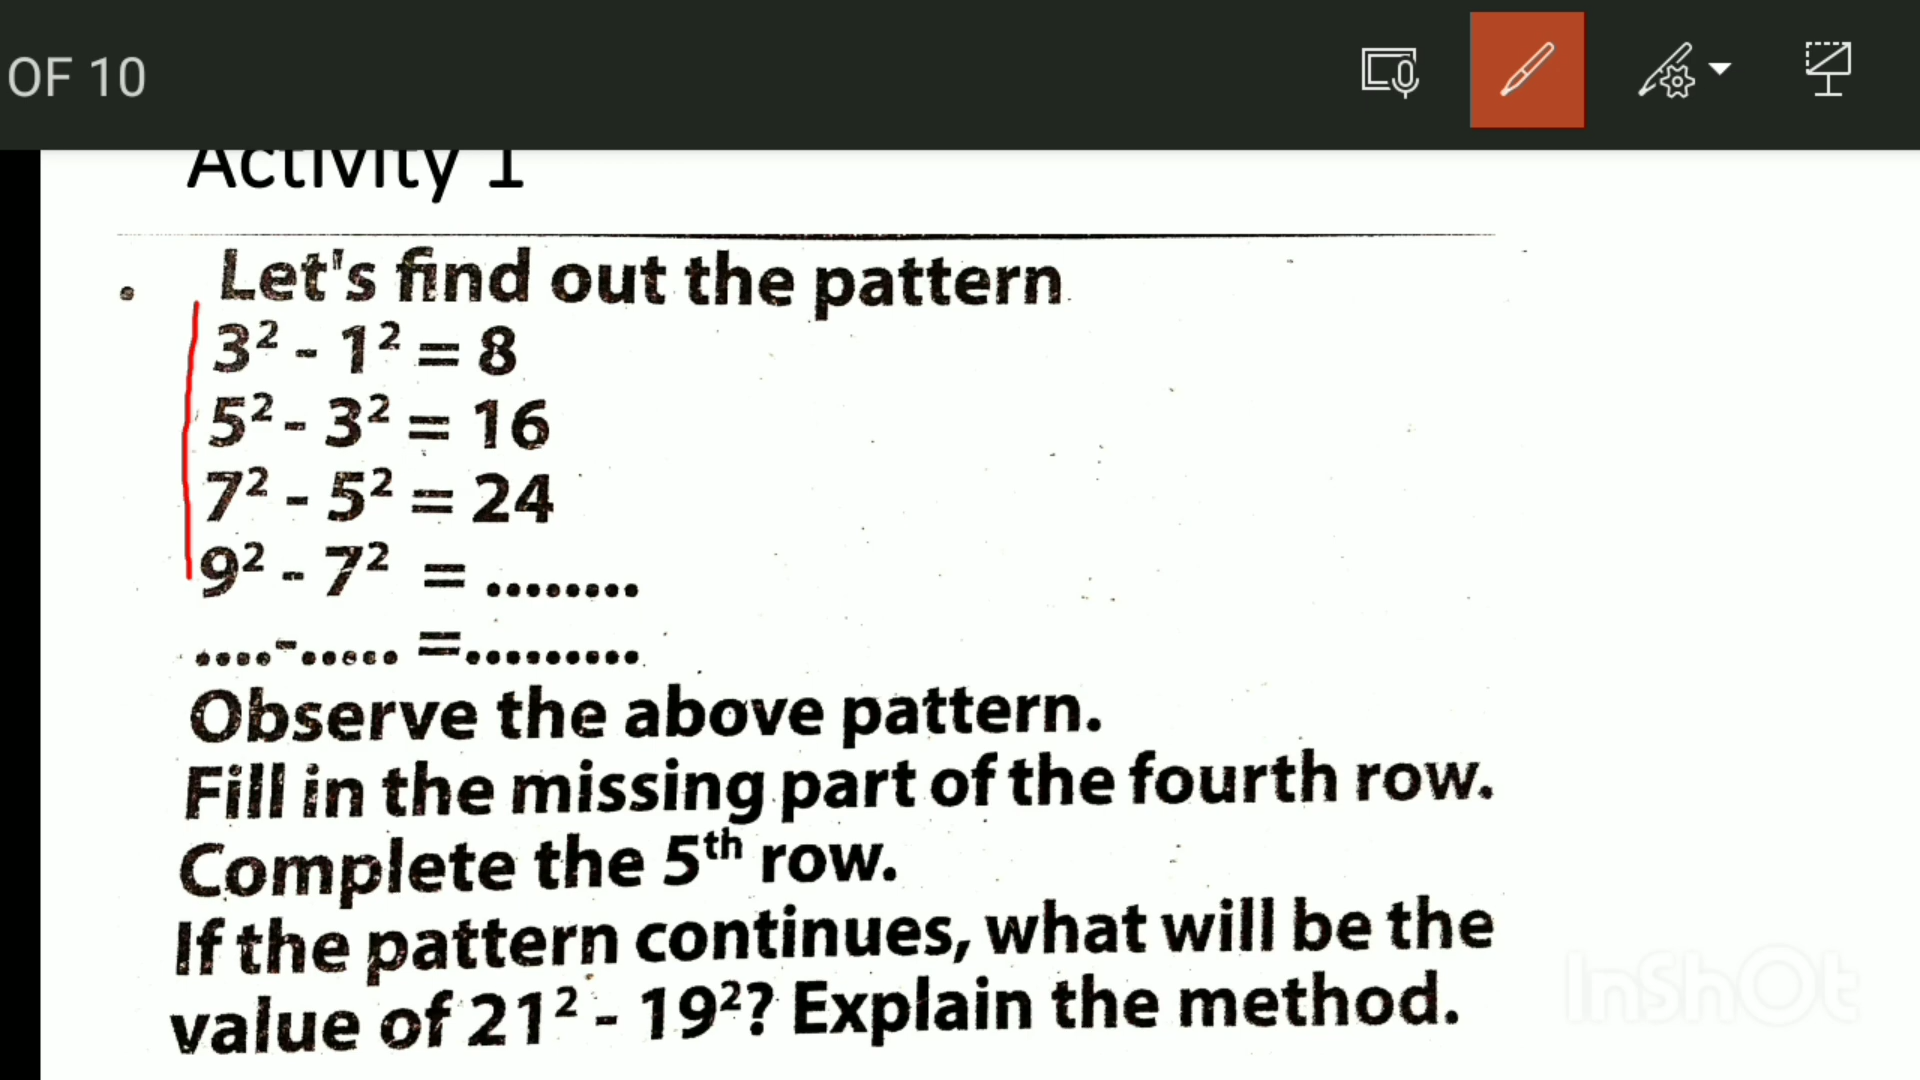 OF 10
Activity 1
. Let's find out the pattern
3² - 1² = 8
5² - 3² = 16
7² - 5² = 24
9² - 7² = ........
....-..... =.........
Observe the above pattern.
Fill in the missing part of the fourth row.
Complete the 5ᵗʰ row.
If the pattern continues, what will be the
value of 21² - 19²? Explain the method.
InShOt